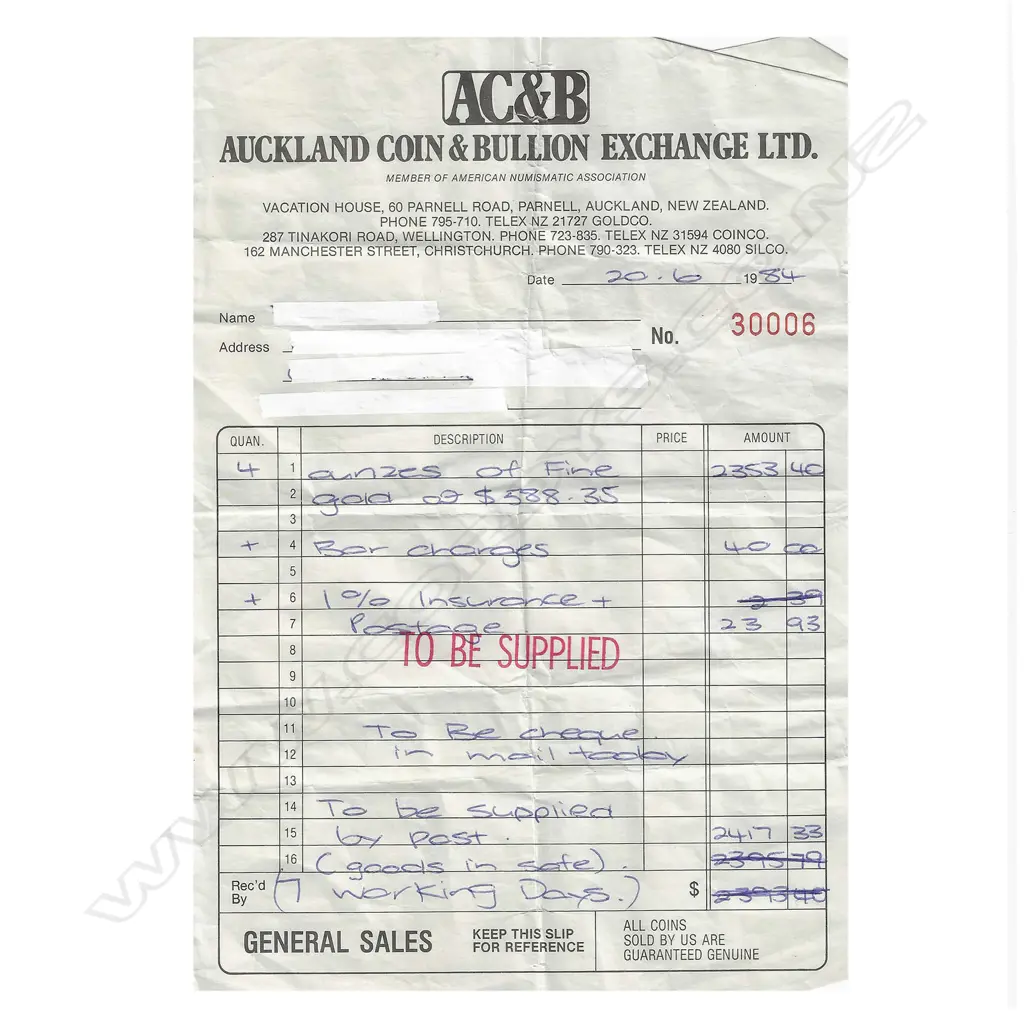 AC&B
AUCKLAND COIN & BULLION EXCHANGE LTD.
MEMBER OF AMERICAN NUMISMATIC ASSOCIATION
VACATION HOUSE, 60 PARNELL ROAD, PARNELL, AUCKLAND, NEW ZEALAND.
PHONE 795-710. TELEX NZ 21727 GOLDCO.
287 TINAKORI ROAD, WELLINGTON. PHONE 723-835. TELEX NZ 31594 COINCO.
162 MANCHESTER STREET, CHRISTCHURCH. PHONE 790-323. TELEX NZ 4080 SILCO.
Date 20.6 1984
Name
No. 30006
Address
QUAN. DESCRIPTION PRICE AMOUNT
4 1 ounzes of Fine 2353 40
2 gold @ $588.35
3
+ 4 Bar charges 40 00
5
+ 6 1% Insurance + 2 39
7 Postage 23 93
8 TO BE SUPPLIED
9
10
11 To Be cheque.
12 in mail today
13
14 To be supplied
15 by post. 2417 33
16 (goods in safe). 2395 79
Rec'd By (7 working Days.) $ 2393 40
GENERAL SALES
KEEP THIS SLIP
FOR REFERENCE
ALL COINS
SOLD BY US ARE
GUARANTEED GENUINE